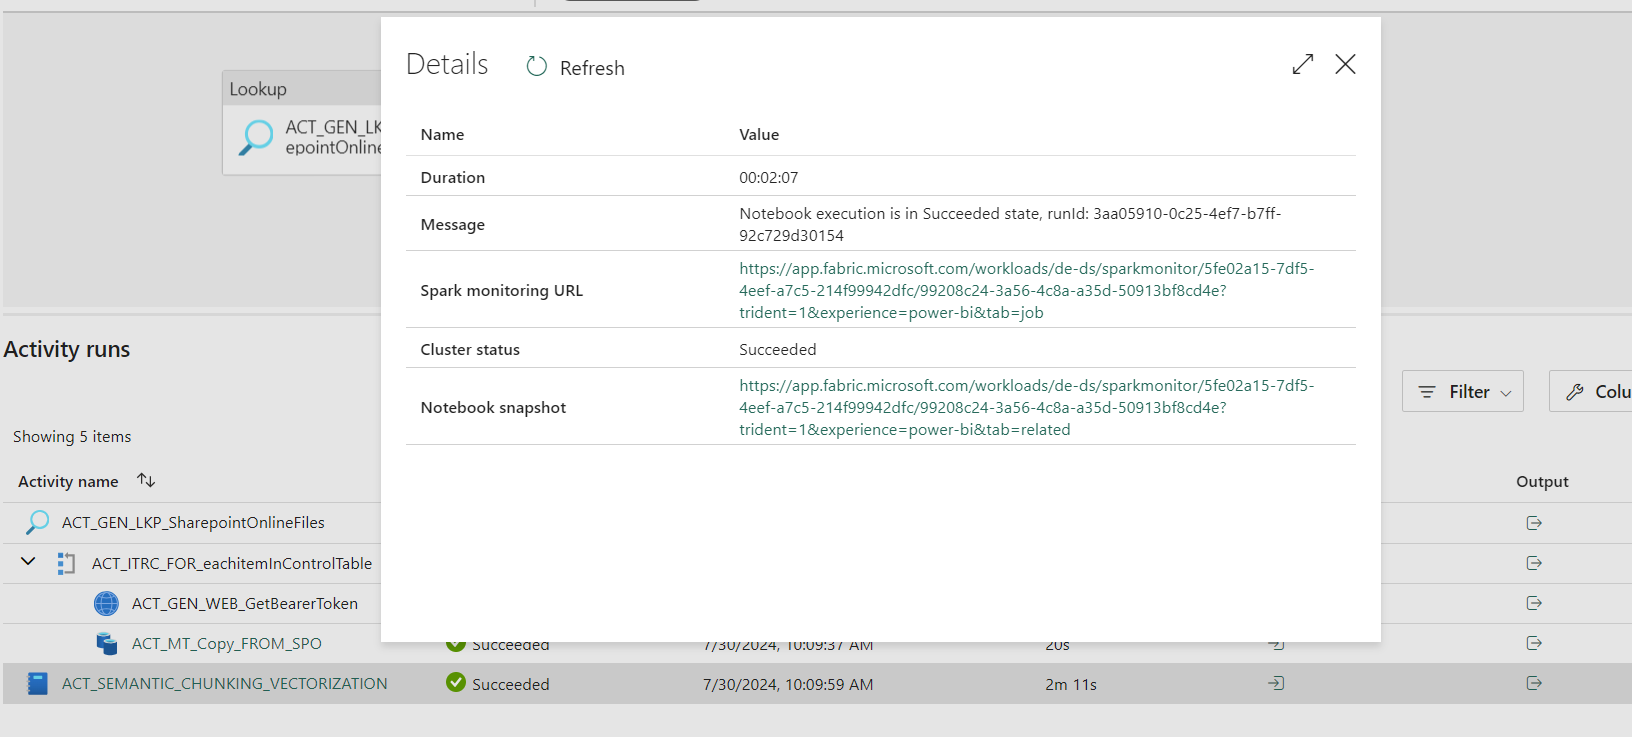 Details
Refresh
Lookup
ACT_GEN_LK
epointOnline
Name Value
Duration 00:02:07
Message Notebook execution is in Succeeded state, runId: 3aa05910-0c25-4ef7-b7ff-
92c729d30154
Spark monitoring URL https://app.fabric.microsoft.com/workloads/de-ds/sparkmonitor/5fe02a15-7df5-
4eef-a7c5-214f99942dfc/99208c24-3a56-4c8a-a35d-50913bf8cd4e?
trident=1&experience=power-bi&tab=job
Cluster status Succeeded
Notebook snapshot https://app.fabric.microsoft.com/workloads/de-ds/sparkmonitor/5fe02a15-7df5-
4eef-a7c5-214f99942dfc/99208c24-3a56-4c8a-a35d-50913bf8cd4e?
trident=1&experience=power-bi&tab=related
Activity runs
Filter Colu
Showing 5 items
Activity name Output
ACT_GEN_LKP_SharepointOnlineFiles
ACT_ITRC_FOR_eachitemInControlTable
ACT_GEN_WEB_GetBearerToken
ACT_MT_Copy_FROM_SPO Succeeded 7/30/2024, 10:09:37 AM 20s
ACT_SEMANTIC_CHUNKING_VECTORIZATION Succeeded 7/30/2024, 10:09:59 AM 2m 11s